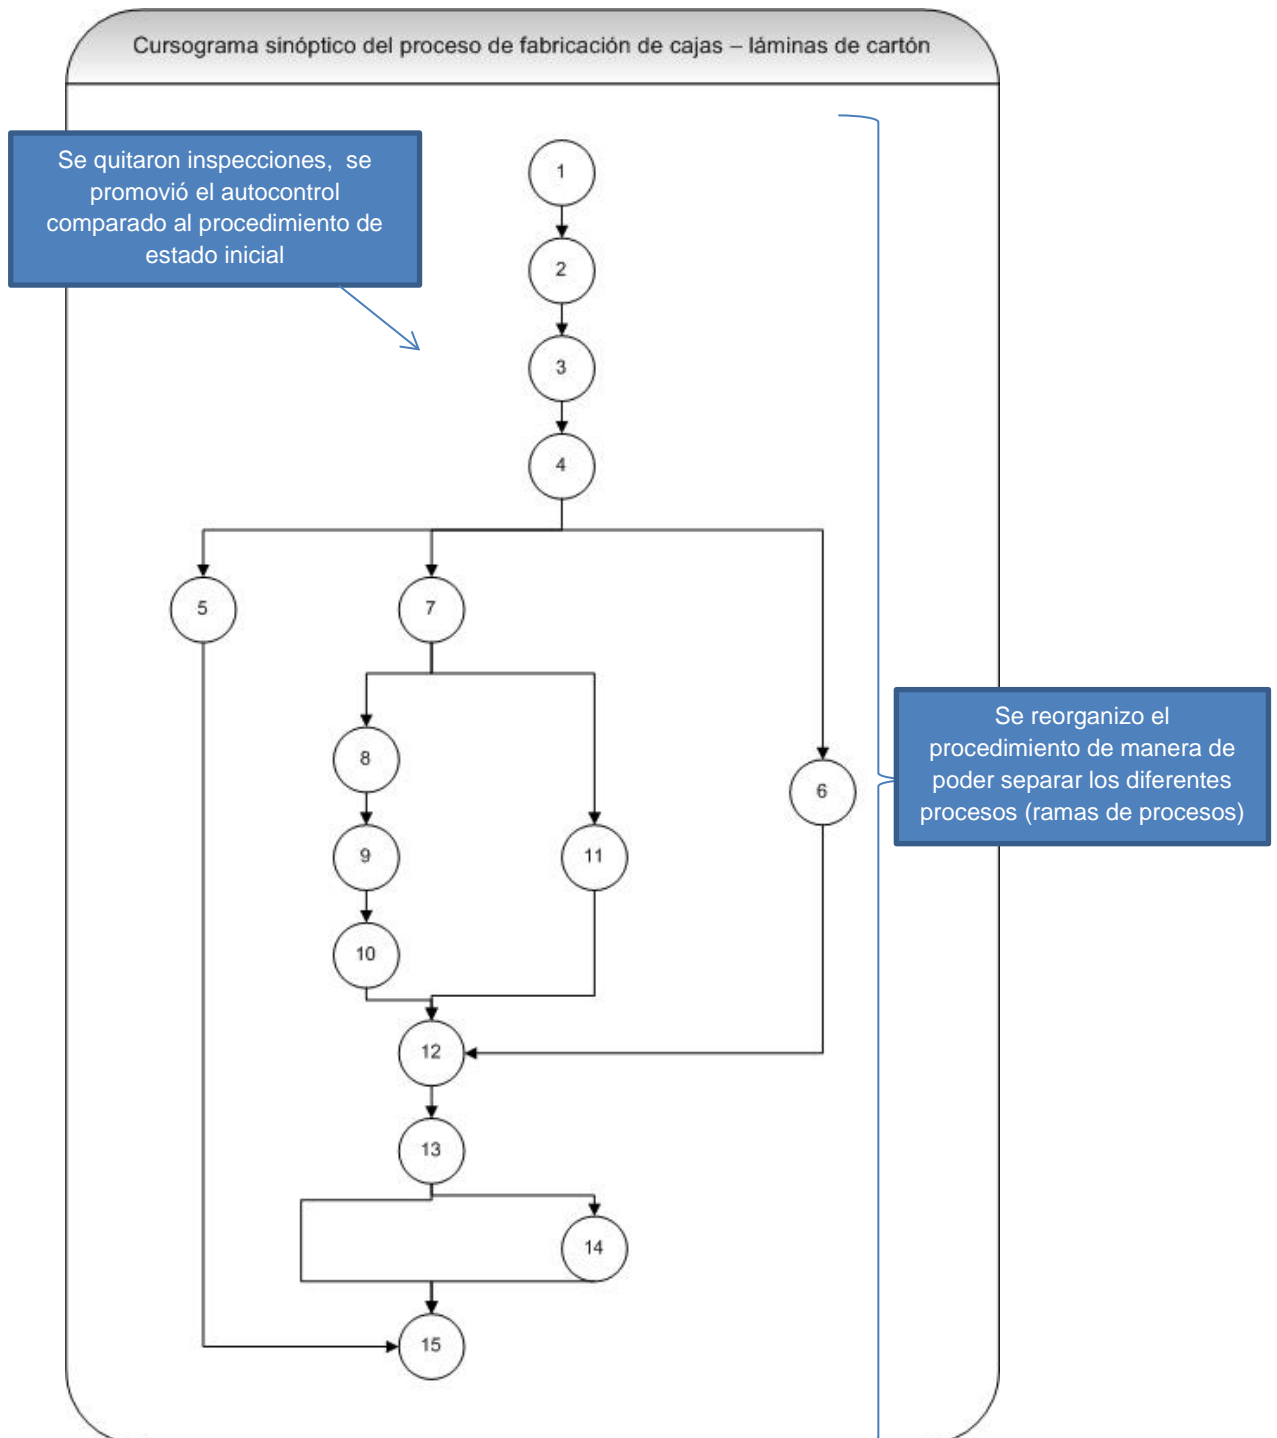 Cursograma sinóptico del proceso de fabricación de cajas – láminas de cartón
Se quitaron inspecciones, se
promovió el autocontrol
comparado al procedimiento de
estado inicial
1
2
3
4
5
7
8
6
9
11
10
12
13
14
15
Se reorganizo el
procedimiento de manera de
poder separar los diferentes
procesos (ramas de procesos)